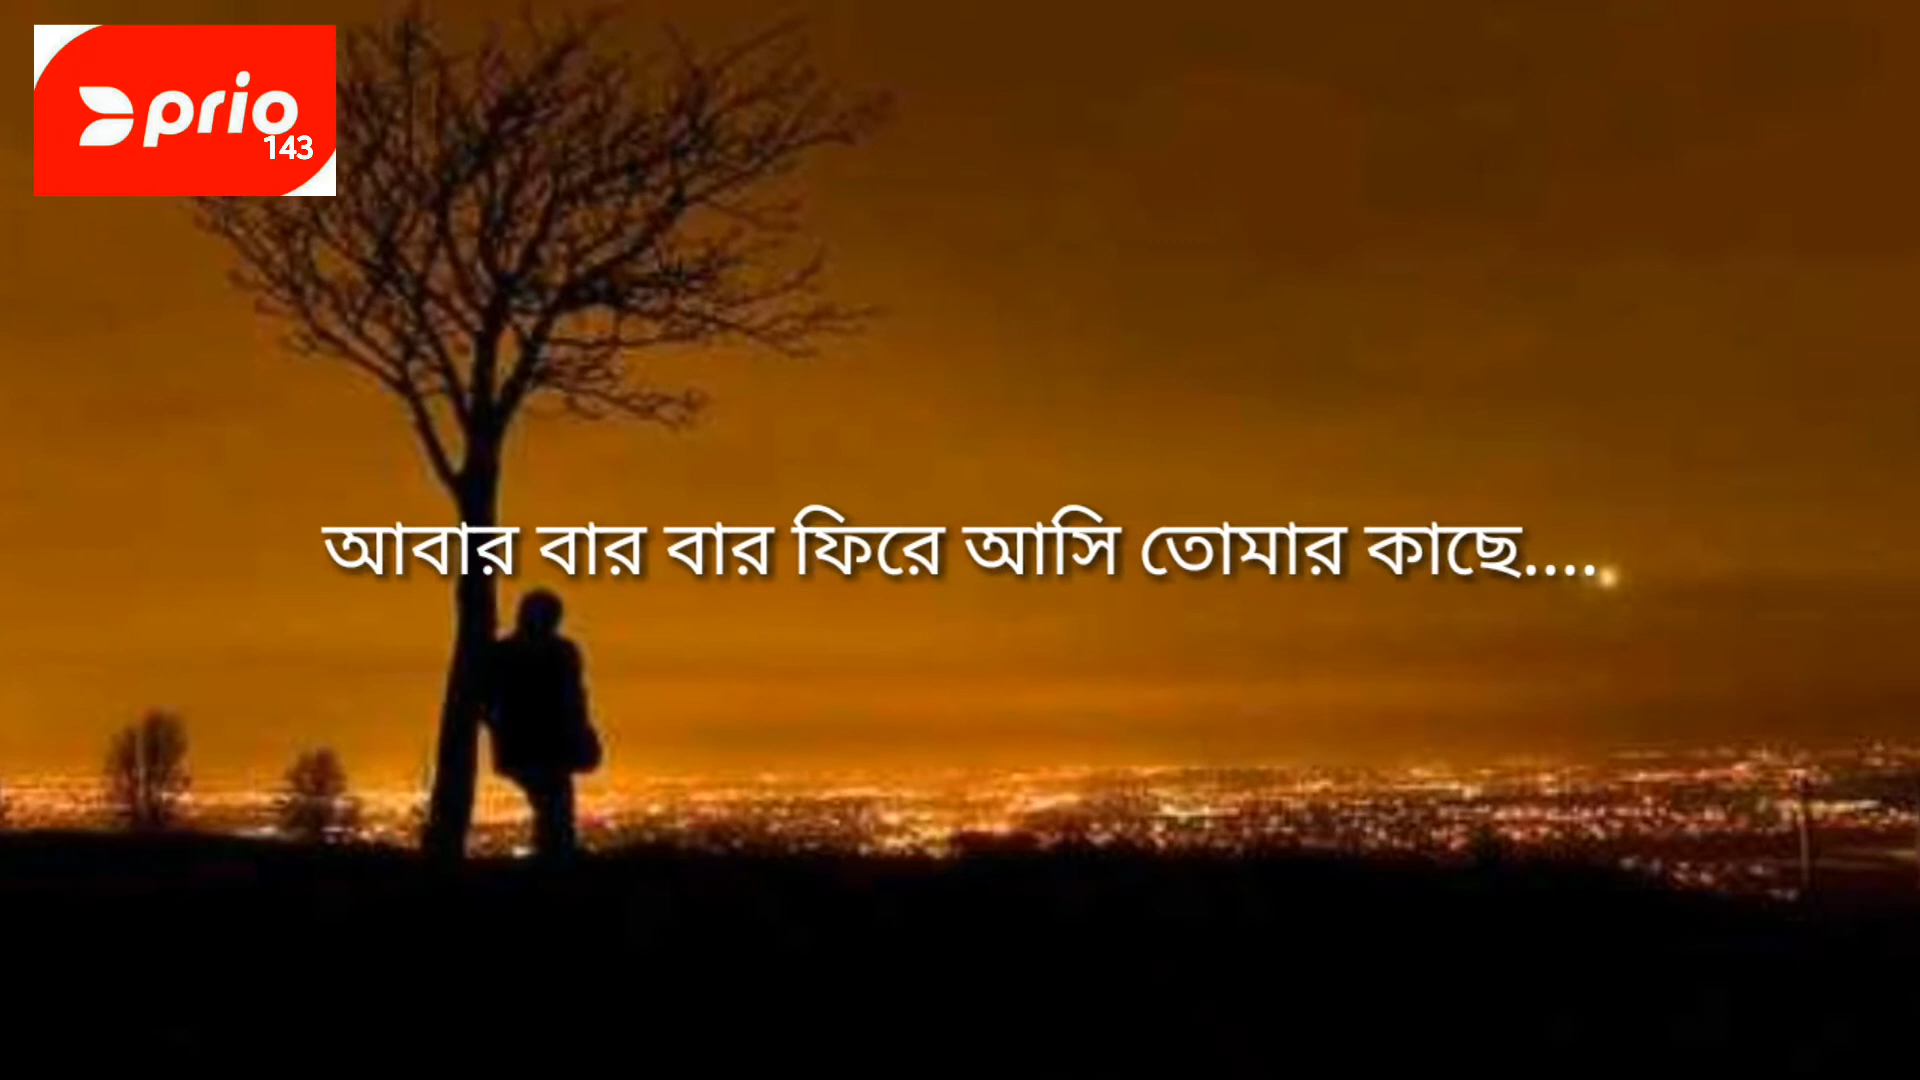 prio
143
আবার বার বার ফিরে আসি তোমার কাছে....